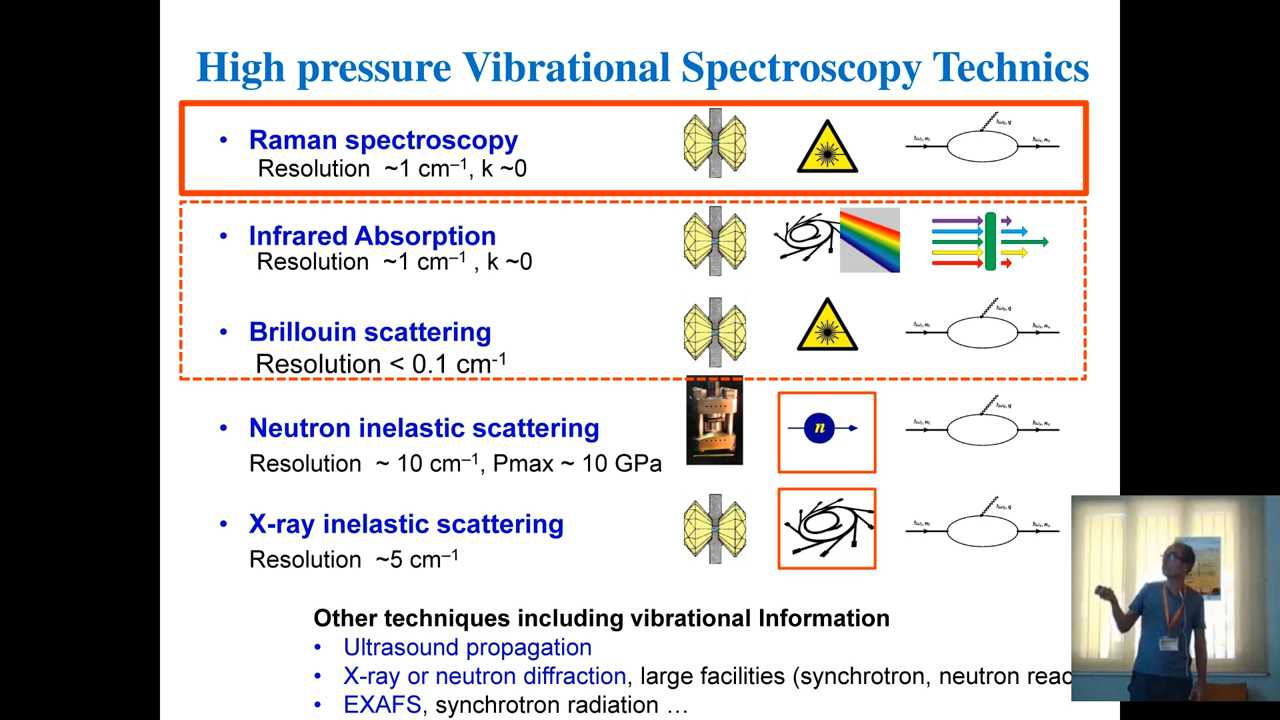 High pressure Vibrational Spectroscopy Technics
• Raman spectroscopy
Resolution ~1 cm⁻¹, k ~0
• Infrared Absorption
Resolution ~1 cm⁻¹ , k ~0
• Brillouin scattering
Resolution < 0.1 cm⁻¹
• Neutron inelastic scattering
n
Resolution ~ 10 cm⁻¹, Pmax ~ 10 GPa
• X-ray inelastic scattering
Resolution ~5 cm⁻¹
Other techniques including vibrational Information
• Ultrasound propagation
• X-ray or neutron diffraction, large facilities (synchrotron, neutron reac
• EXAFS, synchrotron radiation …